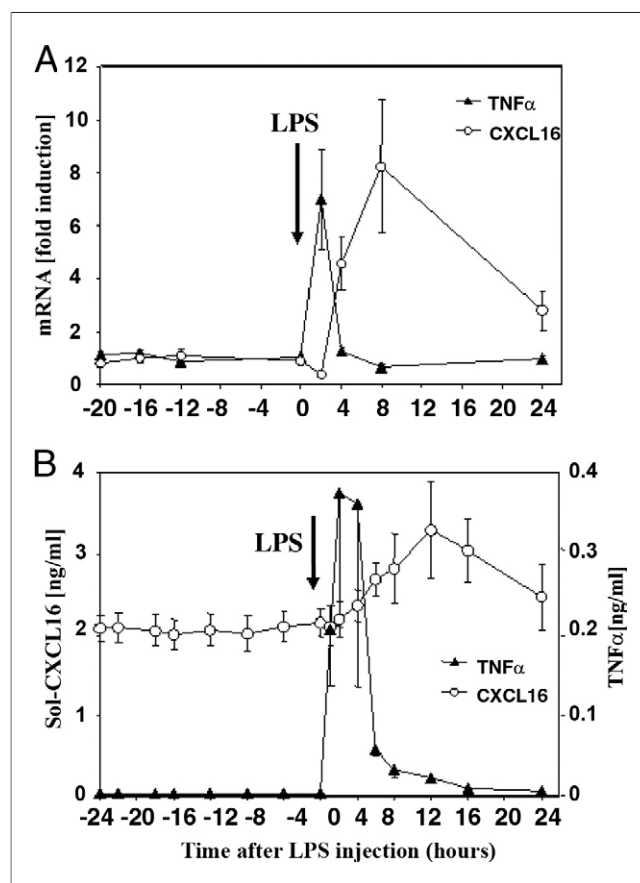 A
12
10
8
6
4
2
0
mRNA [fold induction]
LPS
TNFα
CXCL16
-20 -16 -12 -8 -4 0 4 8 12 16 20 24
B
4
3
2
1
0
Sol-CXCL16 [ng/ml]
LPS
TNFα
CXCL16
0.4
0.3
0.2
0.1
0
TNFα[ng/ml]
-24 -20 -16 -12 -8 -4 0 4 8 12 16 20 24
Time after LPS injection (hours)